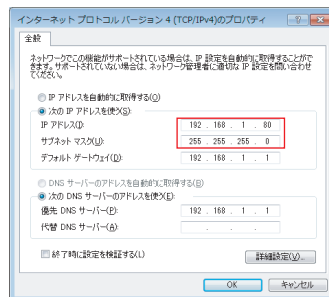 インターネット プロトコル バージョン 4 (TCP/IPv4)のプロパティ
全般
ネットワークでこの機能がサポートされている場合は、IP 設定を自動的に取得することがで
きます。サポートされていない場合は、ネットワーク管理者に適切な IP 設定を問い合わせ
てください。
IP アドレスを自動的に取得する(O)
次の IP アドレスを使う(S):
IP アドレス(I): 192 . 168 . 1 . 80
サブネット マスク(U): 255 . 255 . 255 . 0
デフォルト ゲートウェイ(D): 192 . 168 . 1 . 1
DNS サーバーのアドレスを自動的に取得する(B)
次の DNS サーバーのアドレスを使う(E):
優先 DNS サーバー(P): 192 . 168 . 1 . 1
代替 DNS サーバー(A): . . .
終了時に設定を検証する(L)
詳細設定(V)...
OK キャンセル